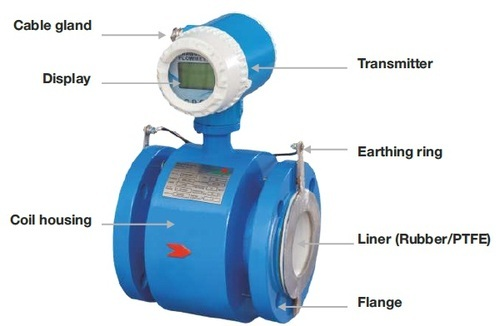 Cable gland
Display
Transmitter
Earthing ring
Coil housing
Liner (Rubber/PTFE)
Flange